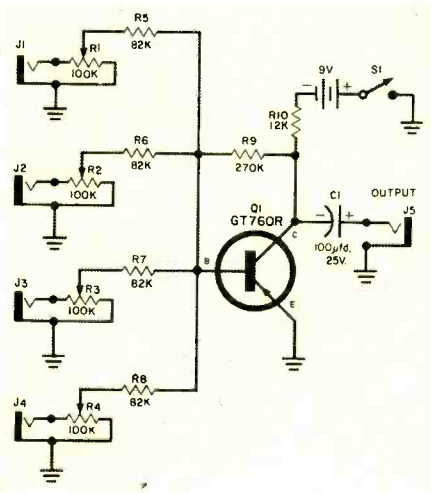 R5
82K
J1
R1
100K
9V
S1
- +
R10
12K
R6
82K
R9
270K
J2
R2
100K
Q1
GT760R
C1
OUTPUT
- +
J5
C
100µfd.
25V.
B
R7
82K
E
J3
R3
100K
R8
82K
J4
R4
100K